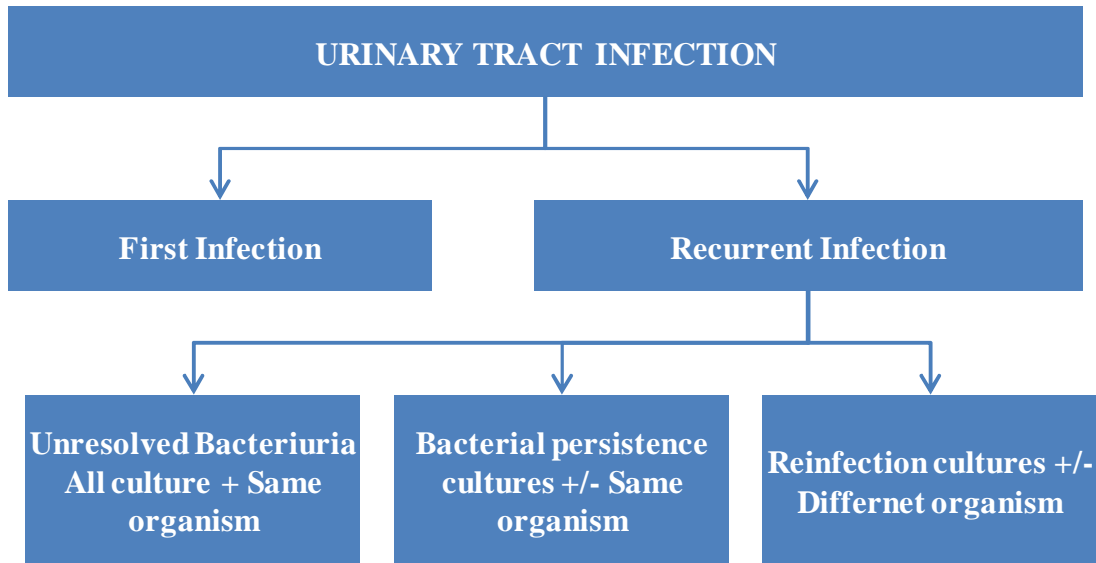 URINARY TRACT INFECTION
First Infection
Recurrent Infection
Unresolved Bacteriuria
All culture + Same
organism
Bacterial persistence
cultures +/- Same
organism
Reinfection cultures +/-
Differnet organism